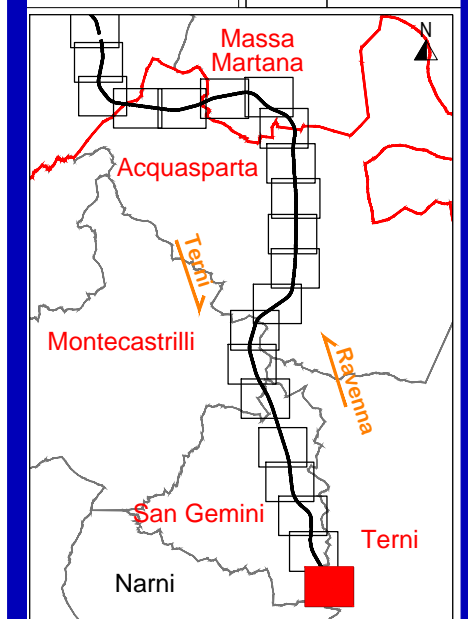 N
Massa
Martana
Acquasparta
Terni
Montecastrilli
Ravenna
San Gemini
Terni
Narni